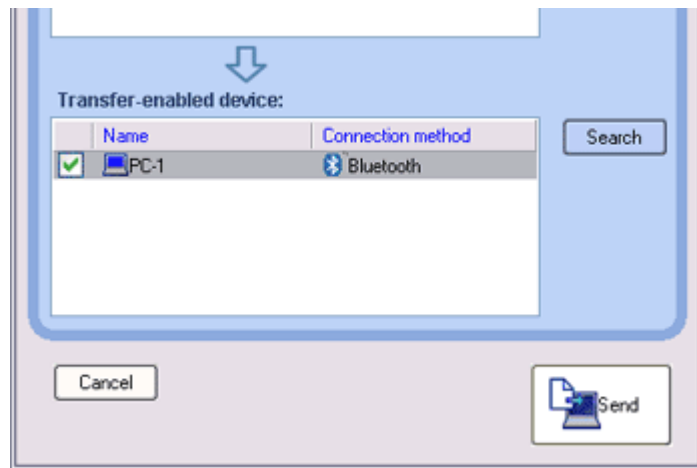 Transfer-enabled device:
Name Connection method
Search
PC-1 Bluetooth
Cancel
Send